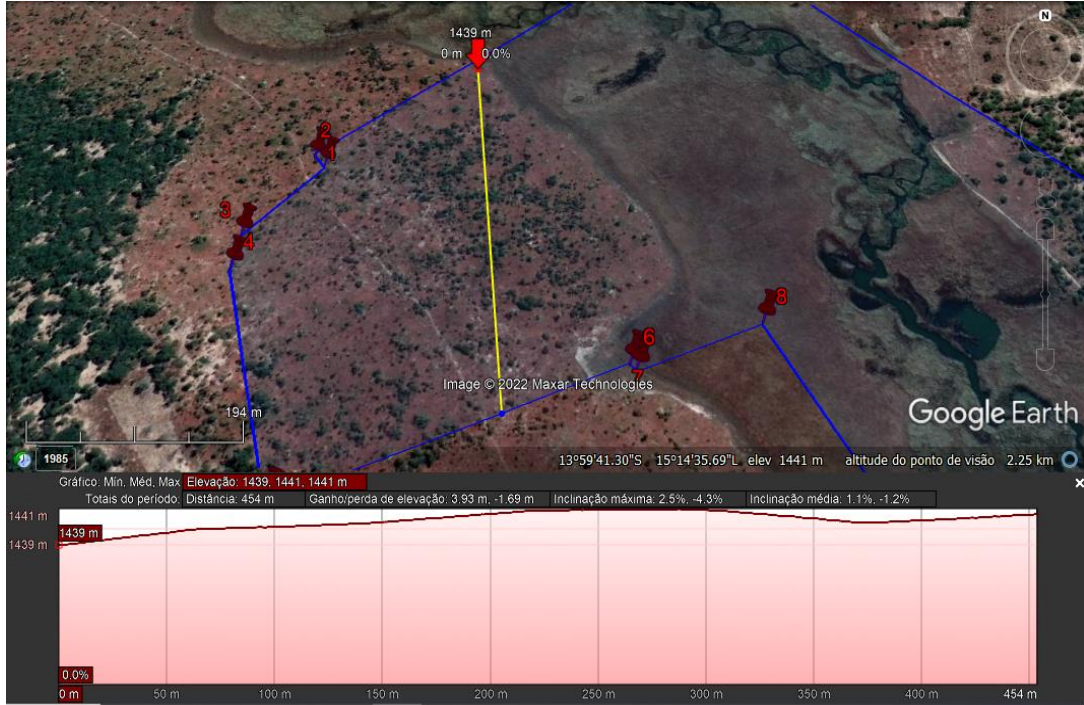 1439 m
0 m 0.0%
N
2
1
3
4
8
6
7
Image © 2022 Maxar Technologies
194 m
Google Earth
1985
13°59'41.30"S 15°14'35.69"L elev 1441 m altitude do ponto de visão 2.25 km
Gráfico: Mín, Méd, Máx Elevação: 1439, 1441, 1441 m
Totais do período: Distância: 454 m Ganho/perda de elevação: 3.93 m, -1.69 m Inclinação máxima: 2.5%, -4.3% Inclinação média: 1.1%, -1.2%
1441 m
1439 m
1439 m
0.0%
0 m 50 m 100 m 150 m 200 m 250 m 300 m 350 m 400 m 454 m